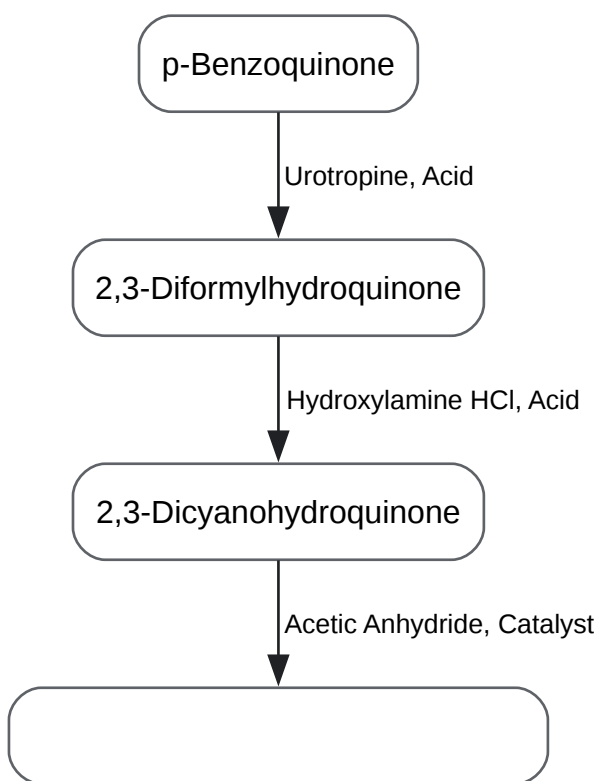 p-Benzoquinone
Urotropine, Acid
2,3-Diformylhydroquinone
Hydroxylamine HCl, Acid
2,3-Dicyanohydroquinone
Acetic Anhydride, Catalyst